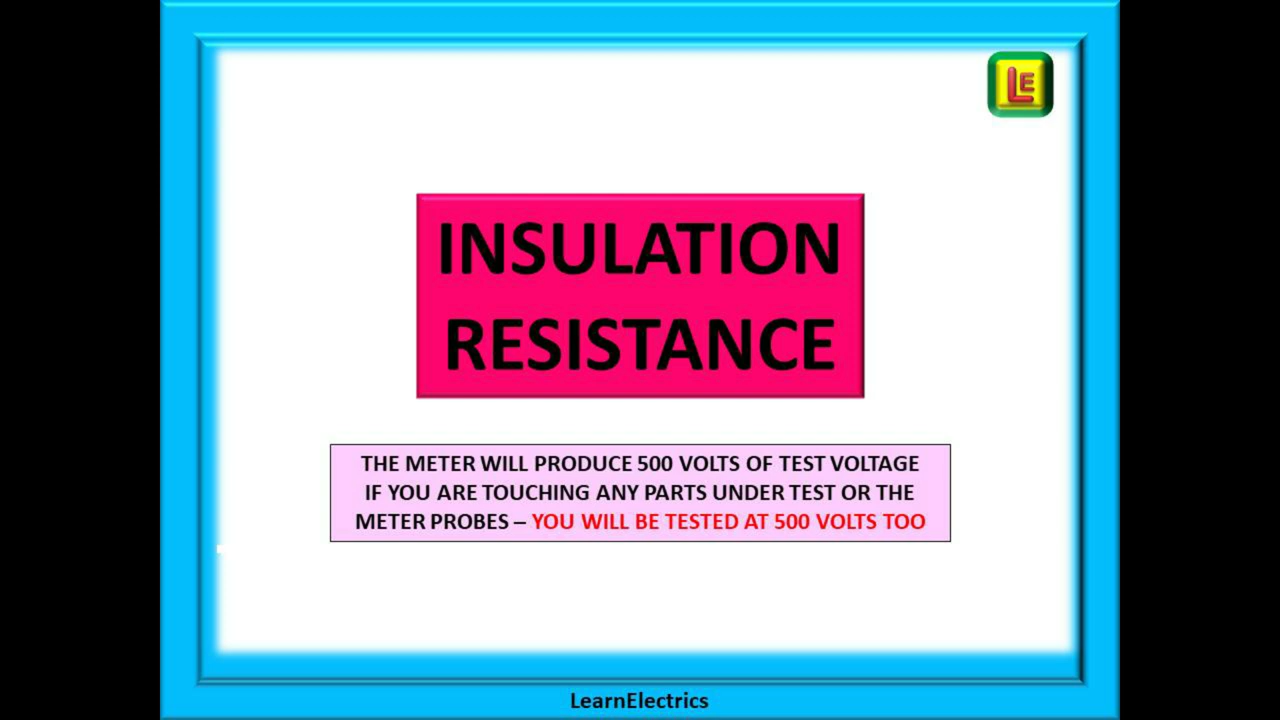 LE
INSULATION
RESISTANCE
THE METER WILL PRODUCE 500 VOLTS OF TEST VOLTAGE
IF YOU ARE TOUCHING ANY PARTS UNDER TEST OR THE
METER PROBES – YOU WILL BE TESTED AT 500 VOLTS TOO
LearnElectrics